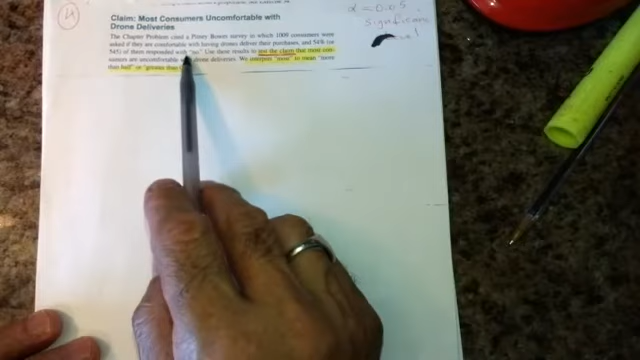 4
α = 0.05
significance
Claim: Most Consumers Uncomfortable with
Drone Deliveries
The Chapter Problem cited a Pitney Bowes survey in which 1009 consumers were
asked if they are comfortable with having drones deliver their purchases, and 54% (or
545) of them responded with "no." Use these results to test the claim that most con-
sumers are uncomfortable drone deliveries. We interpret "most" to mean "more
than half" or "greater than